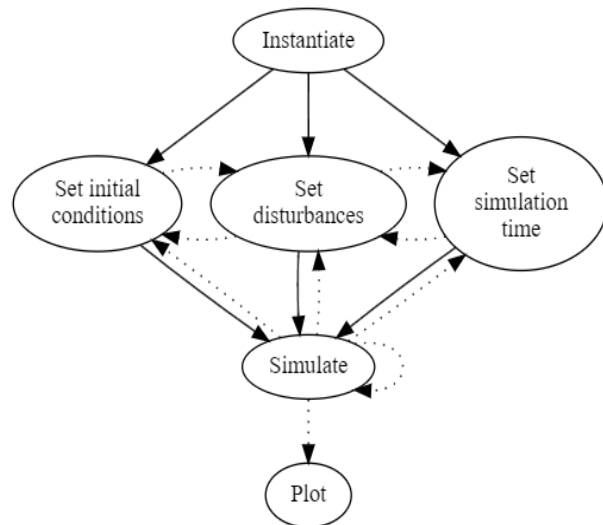 Instantiate
Set initial
conditions
Set
disturbances
Set
simulation
time
Simulate
Plot